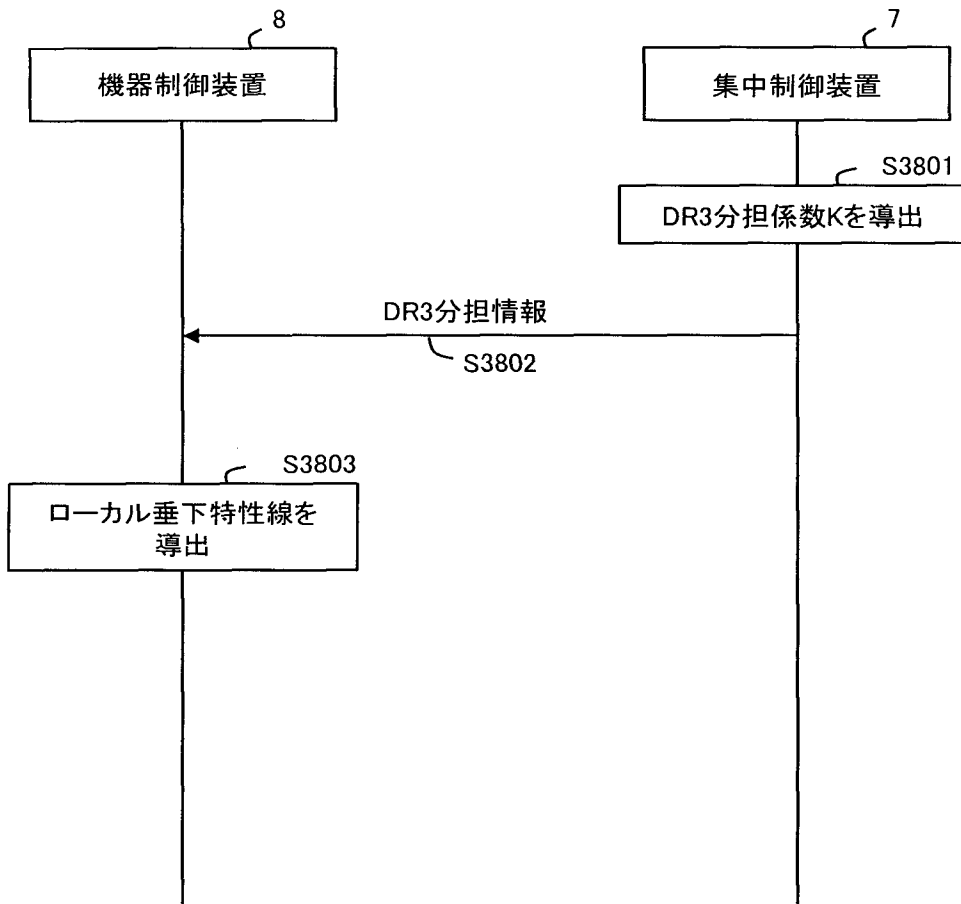 8
7
機器制御装置
集中制御装置
S3801
DR3分担係数Kを導出
DR3分担情報
S3802
S3803
ローカル垂下特性線を
導出